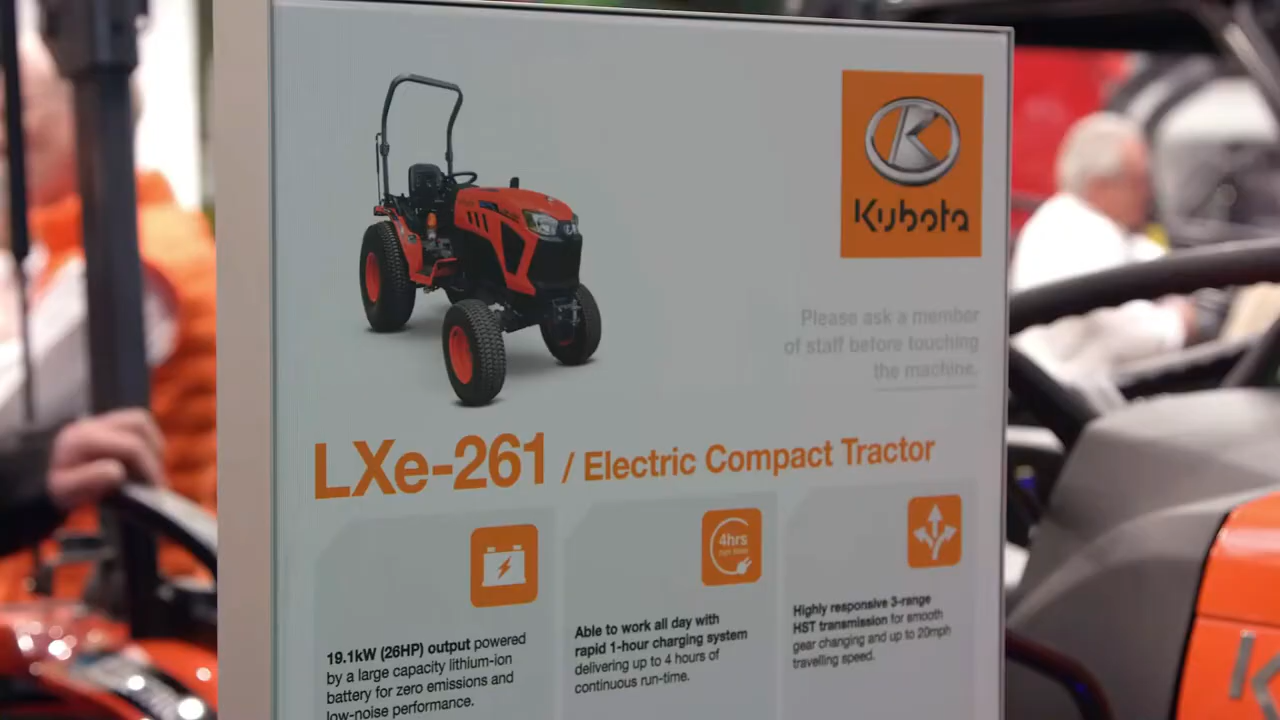 Kubota
Please ask a member
of staff before touching
the machine.
LXe-261 / Electric Compact Tractor
4hrs
run time
19.1kW (26HP) output powered
by a large capacity lithium-ion
battery for zero emissions and
low-noise performance.
Able to work all day with
rapid 1-hour charging system
delivering up to 4 hours of
continuous run-time.
Highly responsive 3-range
HST transmission for smooth
gear changing and up to 20mph
travelling speed.